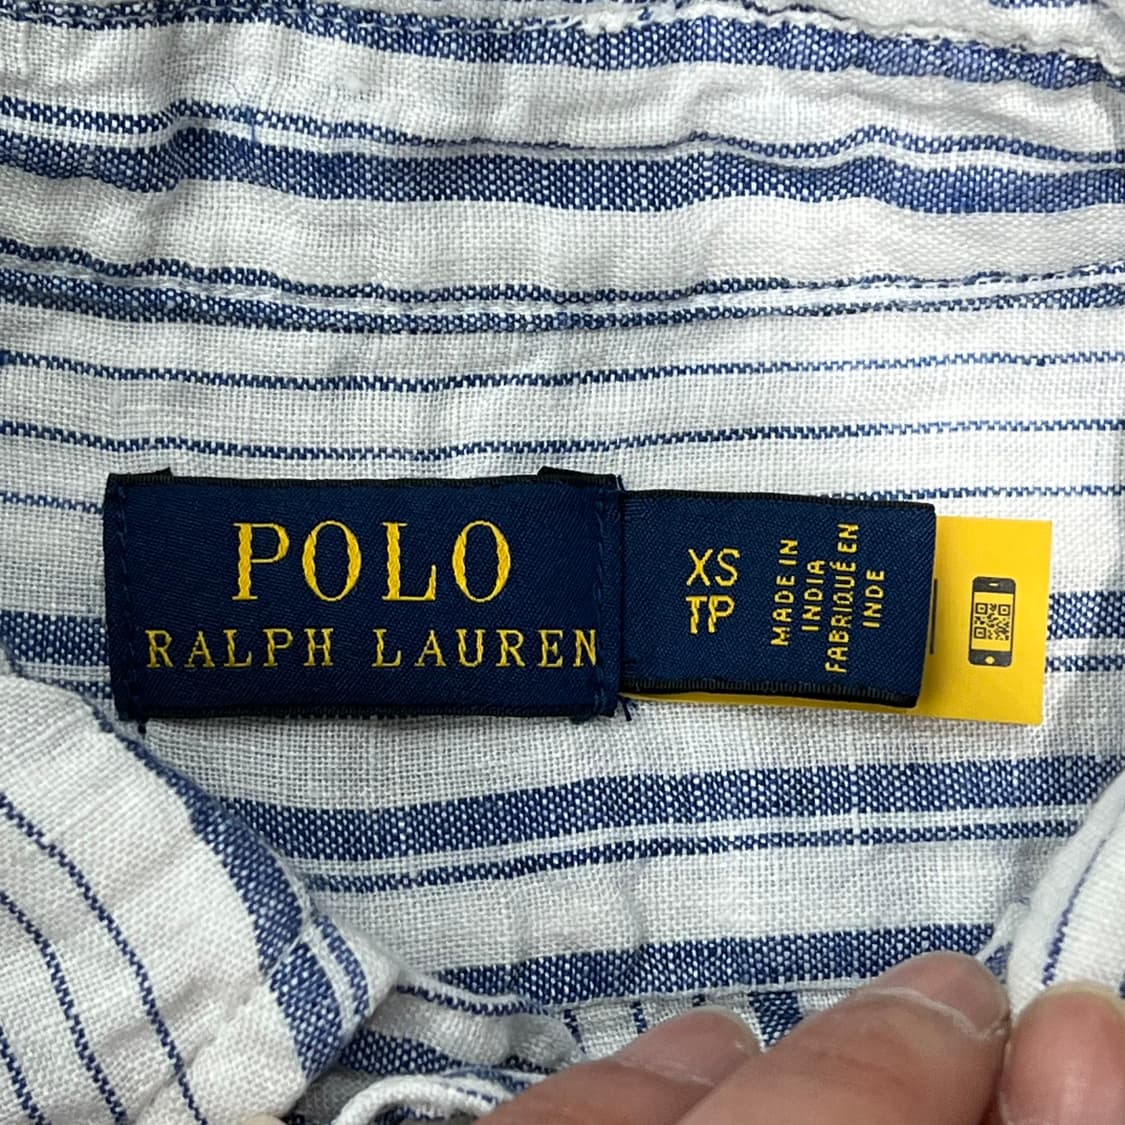 POLO
RALPH LAUREN
XS
TP
MADE IN
INDIA
FABRIQUÉ EN
INDE